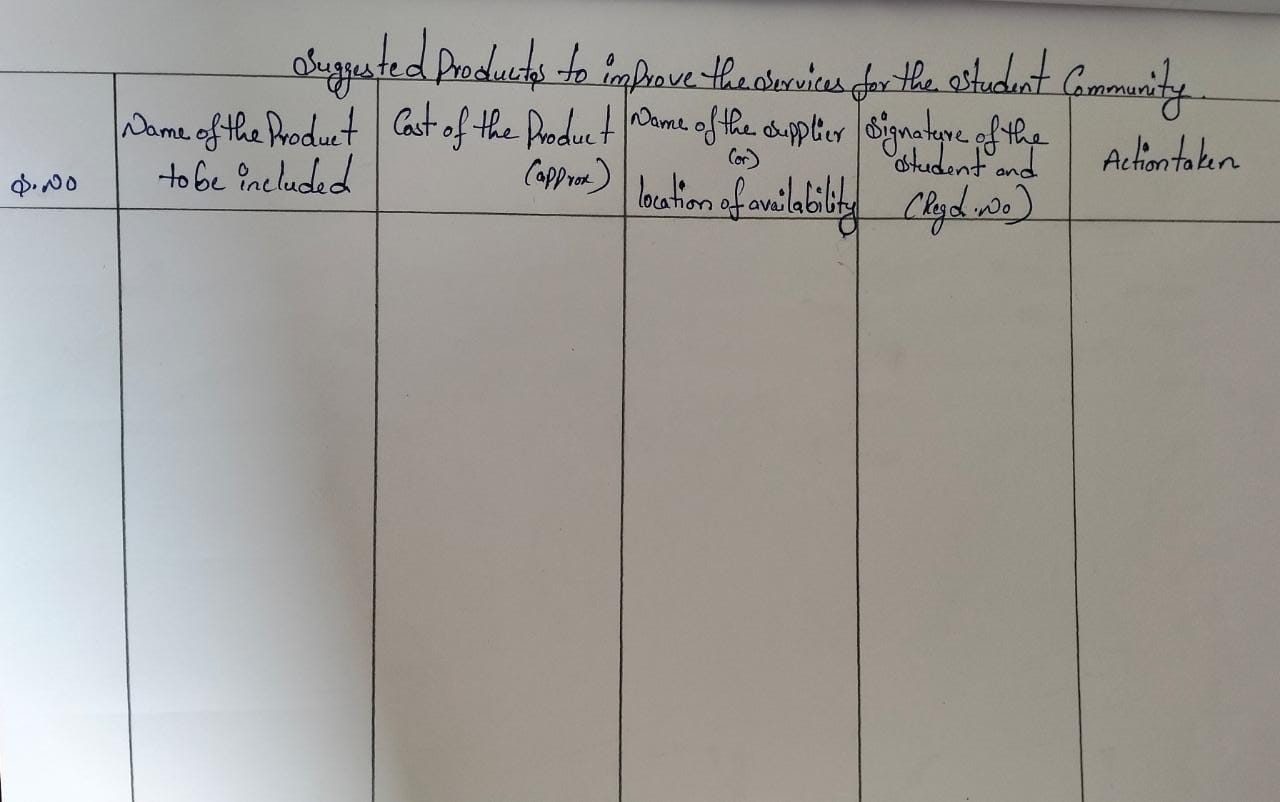 Suggested Products to improve the services for the student Community.
S.No
Name of the Product
to be included
Cost of the Product
(approx)
Name of the supplier
(or)
location of availability
Signature of the
student and
(Regd.No)
Action taken